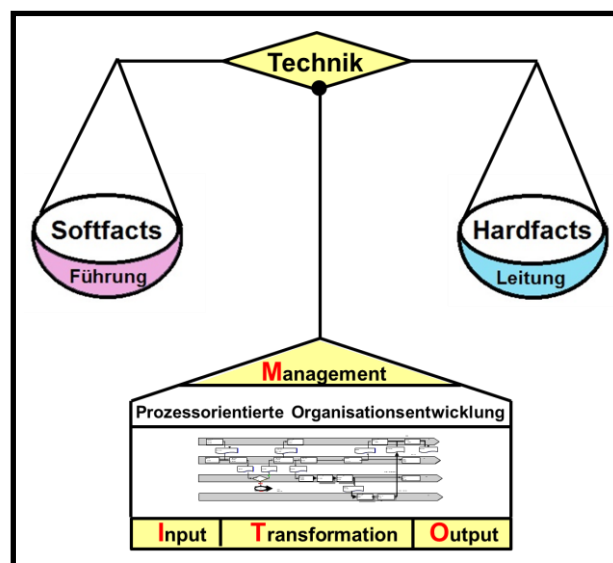 Technik
Softfacts
Führung
Hardfacts
Leitung
Management
Prozessorientierte Organisationsentwicklung
Input
Transformation
Output